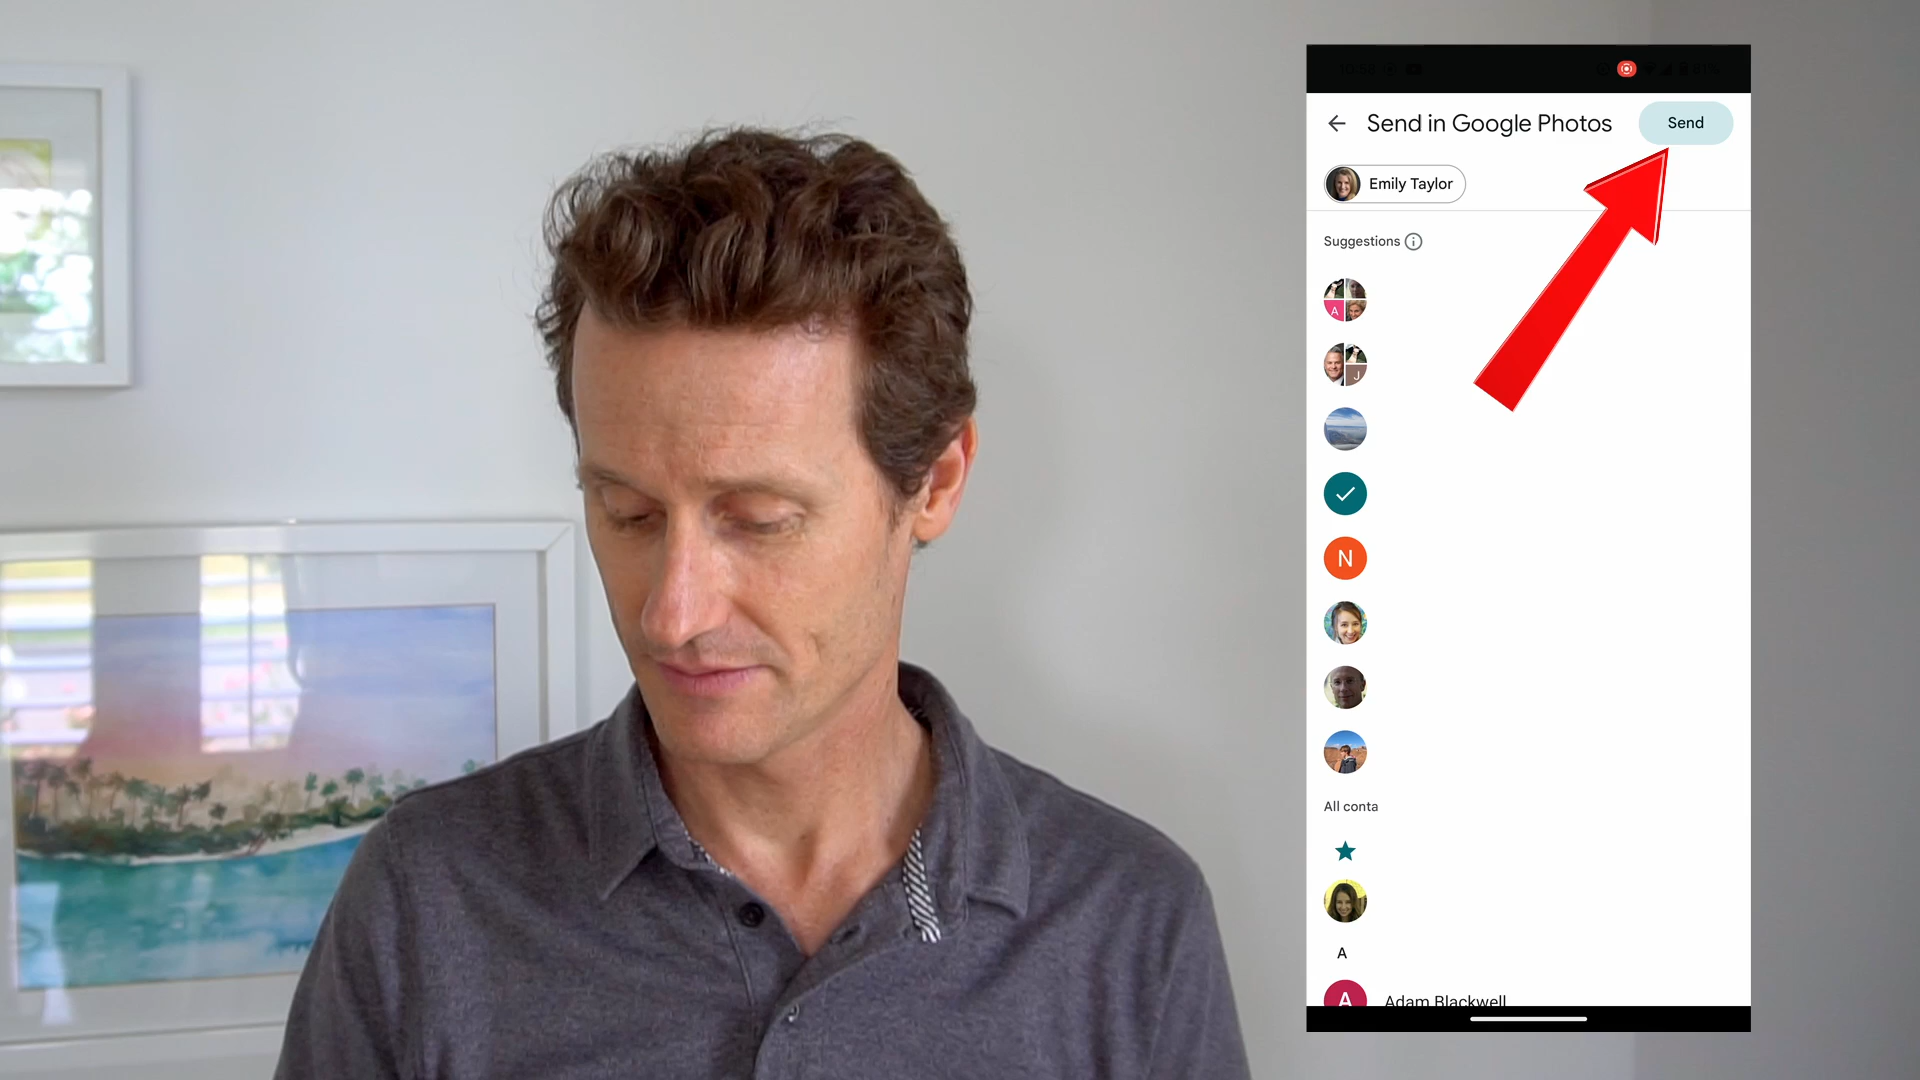 Send in Google Photos
Send
Emily Taylor
Suggestions
A
J
N
All conta
A
A
Adam Blackwell